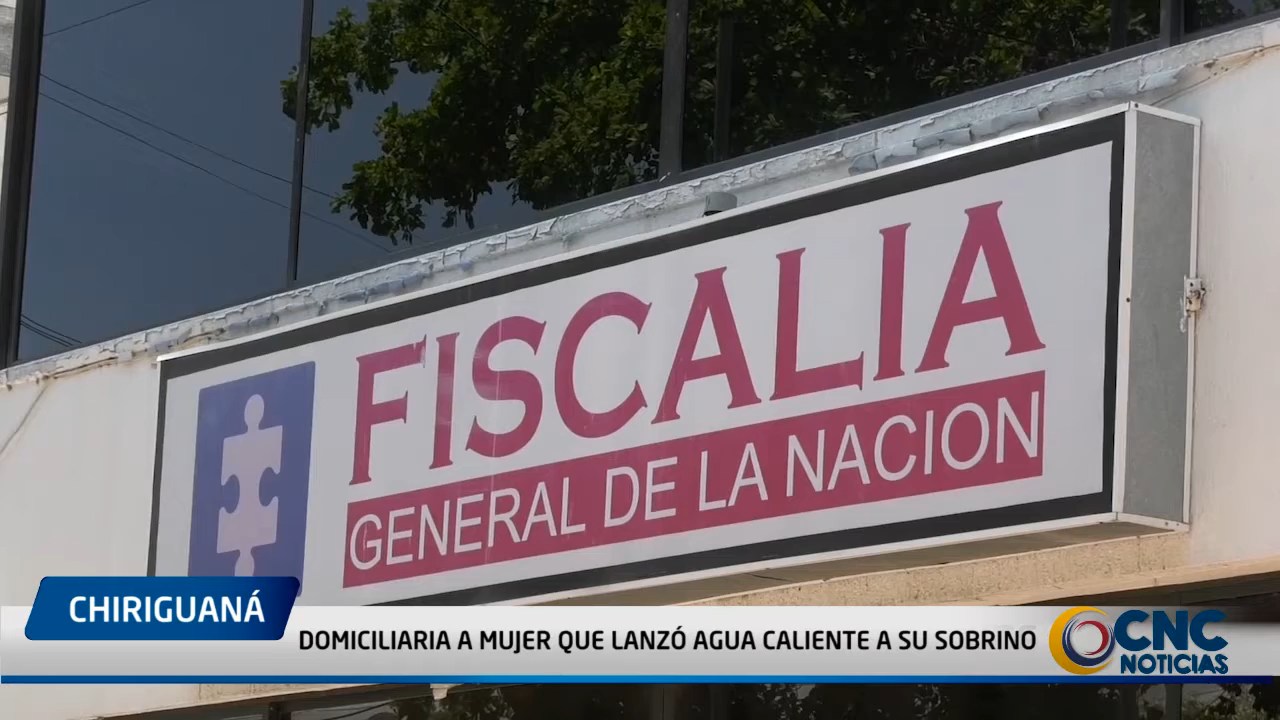 FISCALIA
GENERAL DE LA NACION
CHIRIGUANÁ
DOMICILIARIA A MUJER QUE LANZÓ AGUA CALIENTE A SU SOBRINO
CNC
NOTICIAS